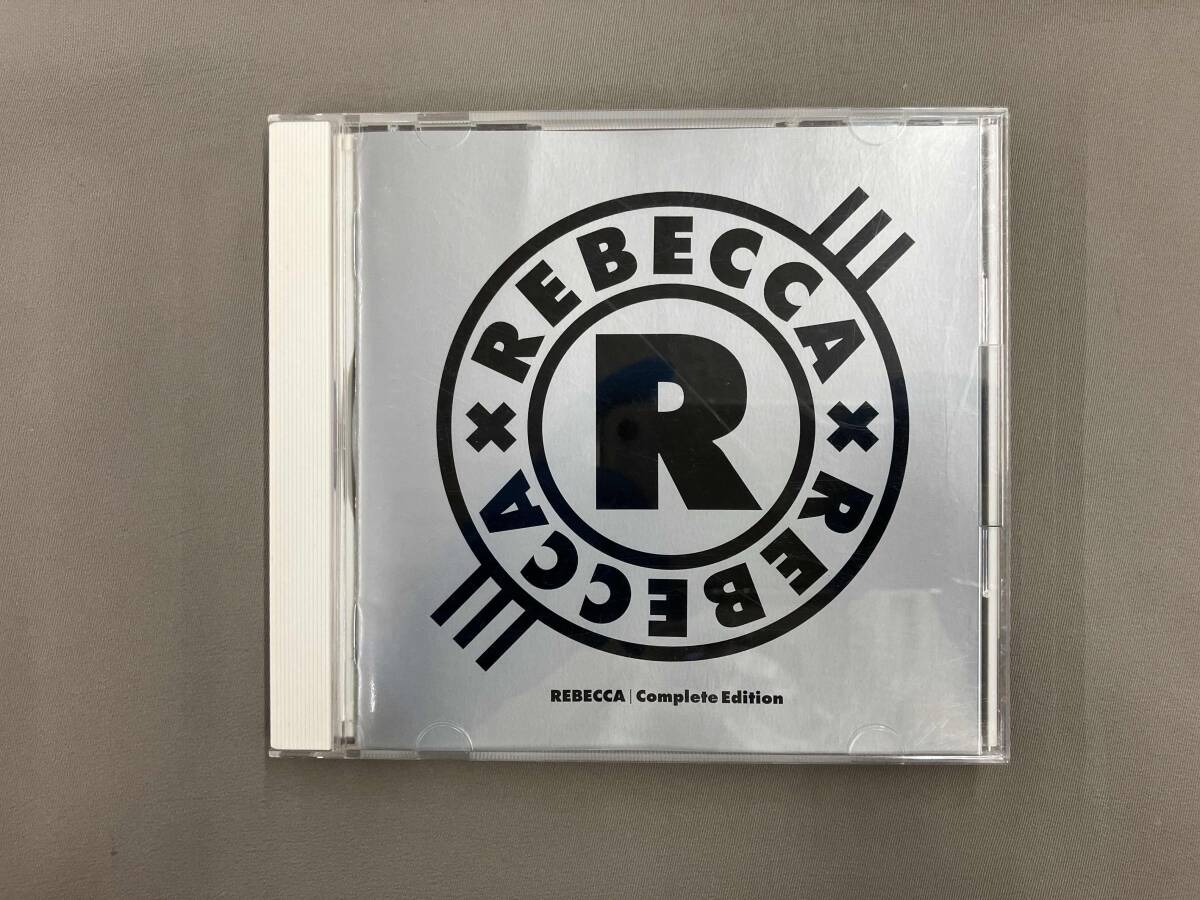 REBECCA × REBECCA ×
R
REBECCA | Complete Edition